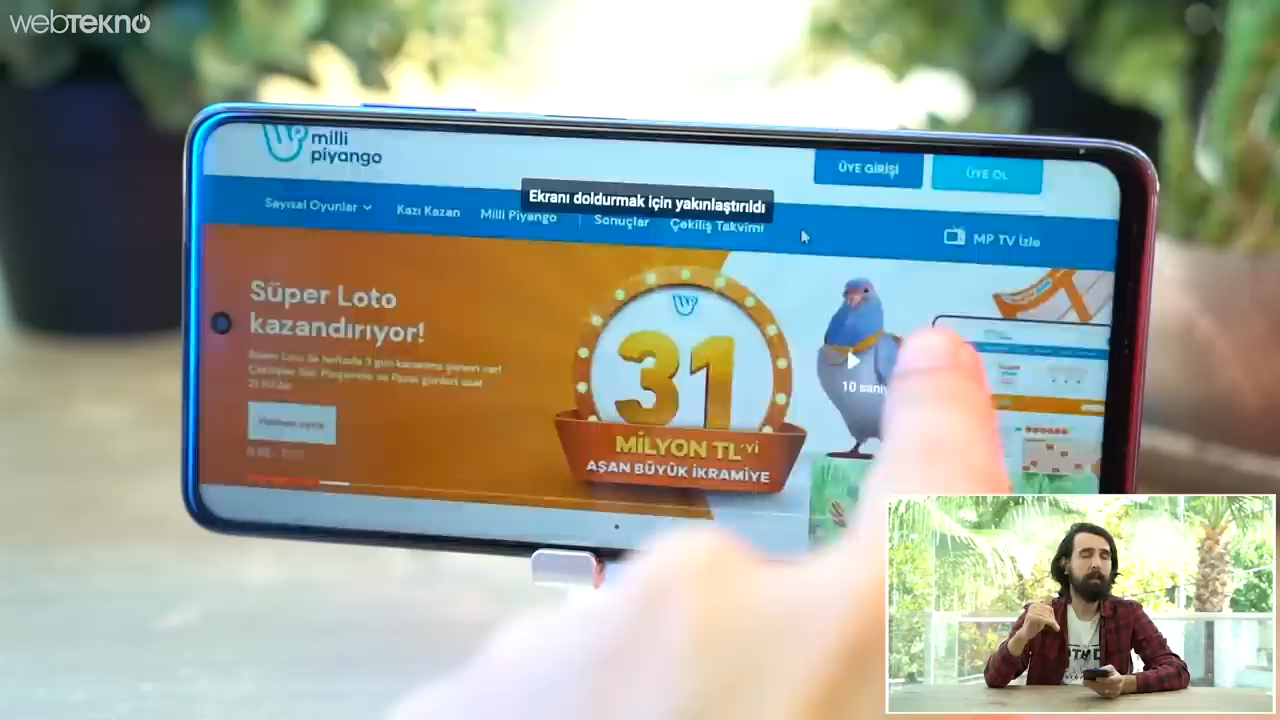 webtekno
milli
piyango
ÜYE GİRİŞİ
ÜYE OL
Ekranı doldurmak için yakınlaştırıldı
Sayısal Oyunlar
Kazı Kazan
Milli Piyango
Sonuçlar
Çekiliş Takvimi
MP TV İzle
Süper Loto
kazandırıyor!
31
MİLYON TL'Yİ
AŞAN BÜYÜK İKRAMİYE
10